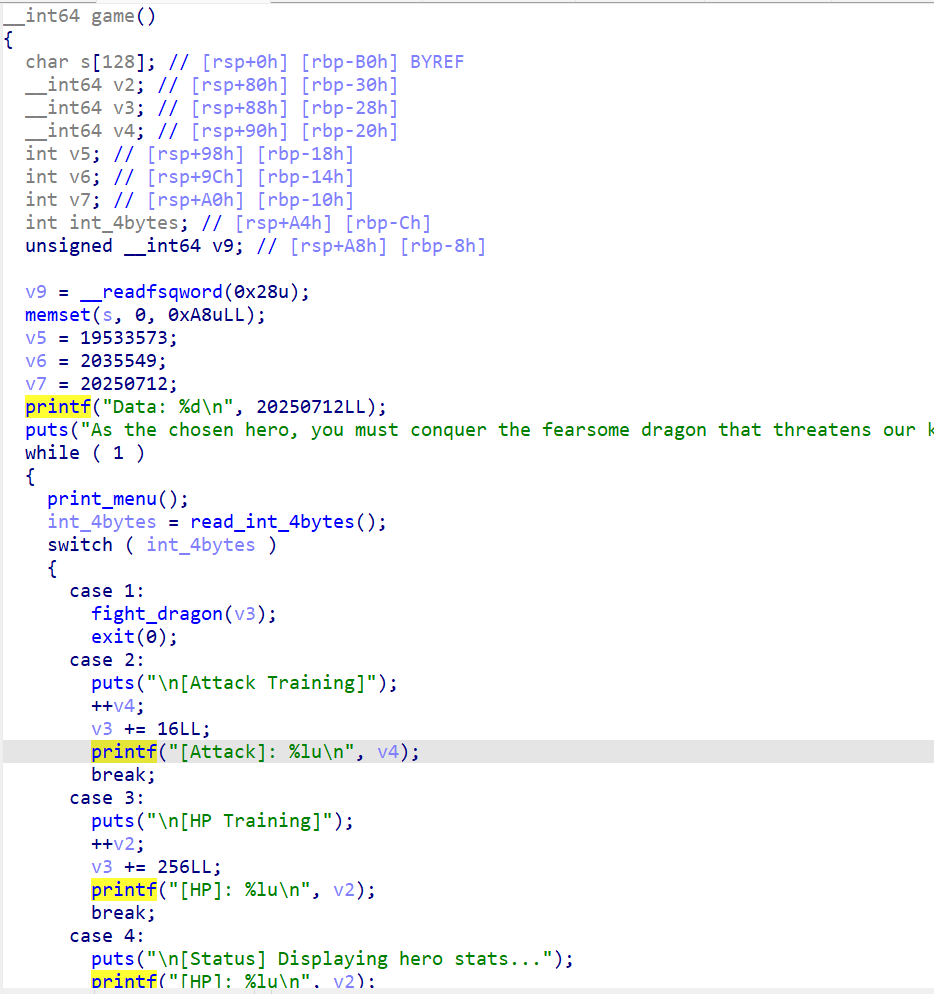 __int64 game()
{
  char s[128]; // [rsp+0h] [rbp-B0h] BYREF
  __int64 v2; // [rsp+80h] [rbp-30h]
  __int64 v3; // [rsp+88h] [rbp-28h]
  __int64 v4; // [rsp+90h] [rbp-20h]
  int v5; // [rsp+98h] [rbp-18h]
  int v6; // [rsp+9Ch] [rbp-14h]
  int v7; // [rsp+A0h] [rbp-10h]
  int int_4bytes; // [rsp+A4h] [rbp-Ch]
  unsigned __int64 v9; // [rsp+A8h] [rbp-8h]

  v9 = __readfsqword(0x28u);
  memset(s, 0, 0xA8uLL);
  v5 = 19533573;
  v6 = 2035549;
  v7 = 20250712;
  printf("Data: %d\n", 20250712LL);
  puts("As the chosen hero, you must conquer the fearsome dragon that threatens our
  while ( 1 )
  {
    print_menu();
    int_4bytes = read_int_4bytes();
    switch ( int_4bytes )
    {
      case 1:
        fight_dragon(v3);
        exit(0);
      case 2:
        puts("\n[Attack Training]");
        ++v4;
        v3 += 16LL;
        printf("[Attack]: %lu\n", v4);
        break;
      case 3:
        puts("\n[HP Training]");
        ++v2;
        v3 += 256LL;
        printf("[HP]: %lu\n", v2);
        break;
      case 4:
        puts("\n[Status] Displaying hero stats...");
        printf("[HP]: %lu\n", v2);